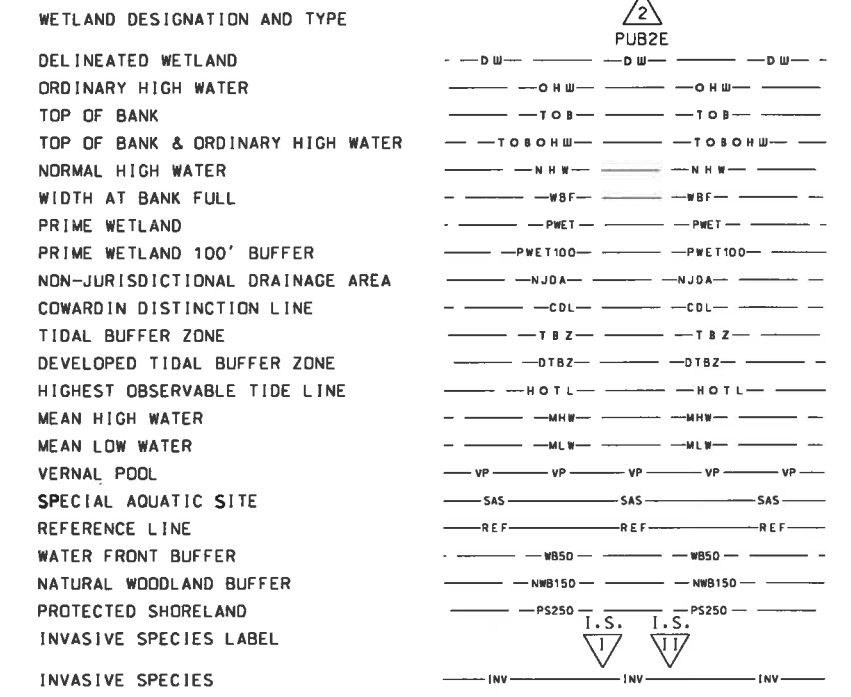 WETLAND DESIGNATION AND TYPE 2
PUB2E
DELINEATED WETLAND DW DW DW
ORDINARY HIGH WATER OHW OHW
TOP OF BANK TOB TOB
TOP OF BANK & ORDINARY HIGH WATER TOBOHW TOBOHW
NORMAL HIGH WATER NHW NHW
WIDTH AT BANK FULL WBF WBF
PRIME WETLAND PWET PWET
PRIME WETLAND 100' BUFFER PWET100 PWET100
NON-JURISDICTIONAL DRAINAGE AREA NJDA NJDA
COWARDIN DISTINCTION LINE CDL CDL
TIDAL BUFFER ZONE TBZ TBZ
DEVELOPED TIDAL BUFFER ZONE DTBZ DTBZ
HIGHEST OBSERVABLE TIDE LINE HOTL HOTL
MEAN HIGH WATER MHW MHW
MEAN LOW WATER MLW MLW
VERNAL POOL VP VP VP VP VP
SPECIAL AQUATIC SITE SAS SAS SAS
REFERENCE LINE REF REF REF
WATER FRONT BUFFER WB50 WB50
NATURAL WOODLAND BUFFER NWB150 NWB150
PROTECTED SHORELAND PS250 PS250
I.S. I.S.
INVASIVE SPECIES LABEL I II
INVASIVE SPECIES INV INV INV